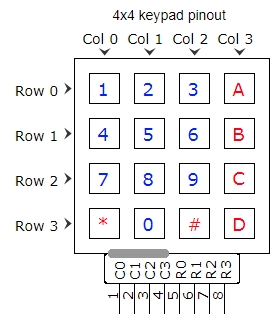 4x4 keypad pinout
Col 0 Col 1 Col 2 Col 3
Row 0 1 2 3 A
Row 1 4 5 6 B
Row 2 7 8 9 C
Row 3 * 0 # D
C0 C1 C2 C3 R0 R1 R2 R3
1 2 3 4 5 6 7 8